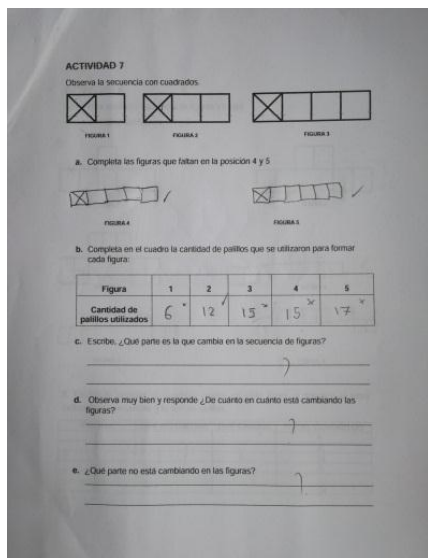 ACTIVIDAD 7
Observa la secuencia con cuadrados.
FIGURA 1 FIGURA 2 FIGURA 3
a. Completa las figuras que faltan en la posición 4 y 5
FIGURA 4 FIGURA 5
b. Completa en el cuadro la cantidad de palillos que se utilizaron para formar
cada figura:
Figura 1 2 3 4 5
Cantidad de
palillos utilizados 6 12 15 15 17
c. Escribe, ¿Qué parte es la que cambia en la secuencia de figuras?
d. Observa muy bien y responde ¿De cuánto en cuánto está cambiando las
figuras?
e. ¿Qué parte no está cambiando en las figuras?